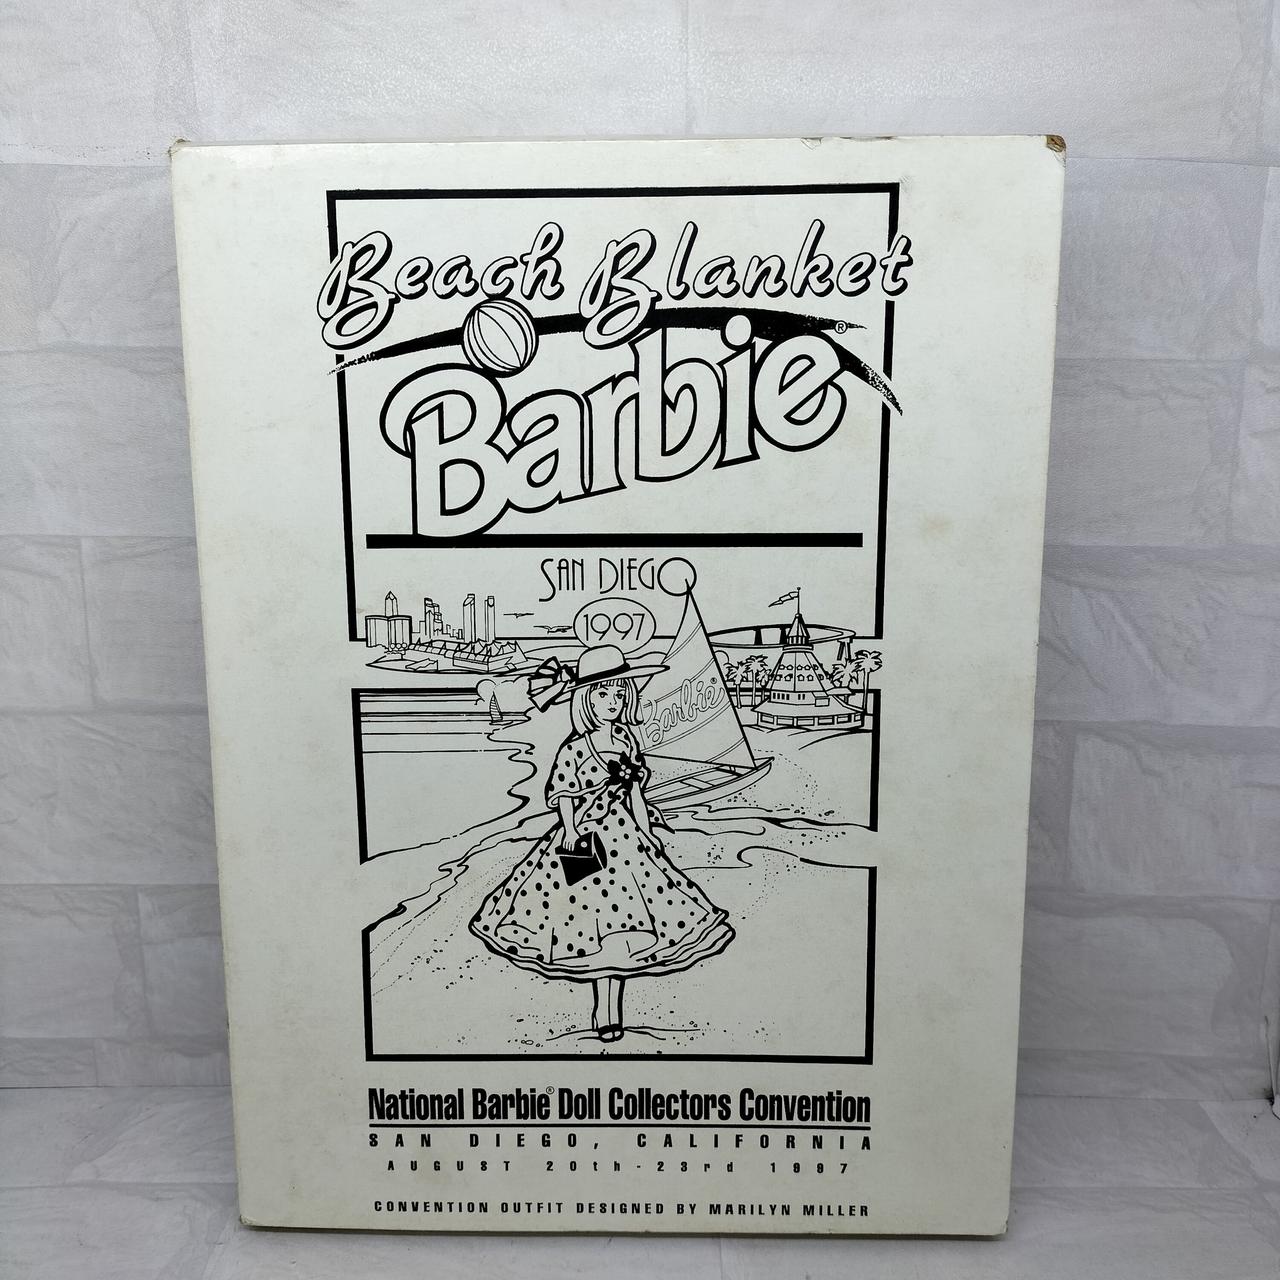 Beach Blanket
Barbie®
SAN DIEGO
1997
Barbie®
National Barbie® Doll Collectors Convention
SAN DIEGO, CALIFORNIA
AUGUST 20th-23rd 1997
CONVENTION OUTFIT DESIGNED BY MARILYN MILLER